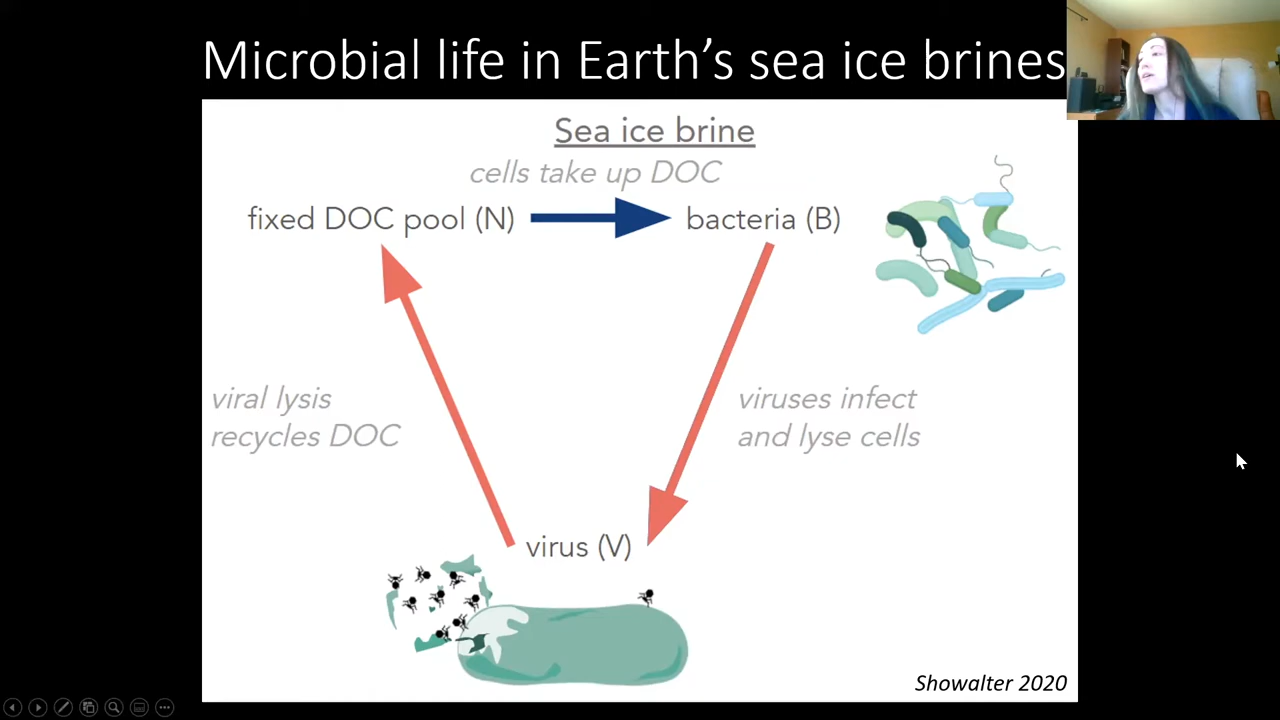 Microbial life in Earth's sea ice brines
Sea ice brine
cells take up DOC
fixed DOC pool (N)
bacteria (B)
viral lysis
recycles DOC
viruses infect
and lyse cells
virus (V)
Showalter 2020